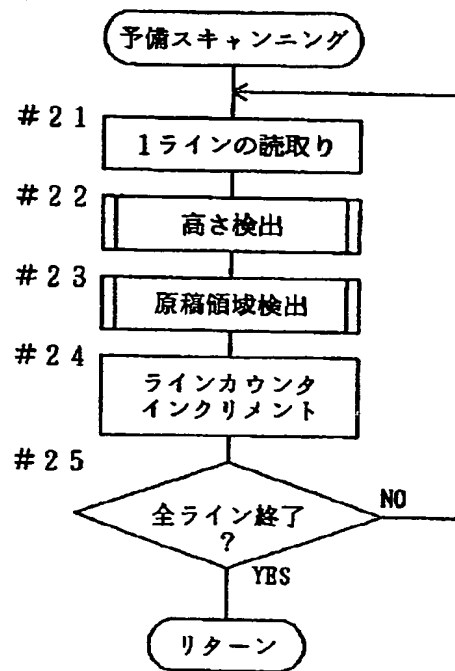 予備スキャンニング
#21
1ラインの読取り
#22
高さ検出
#23
原稿領域検出
#24
ラインカウンタ
インクリメント
#25
全ライン終了
?
NO
YES
リターン